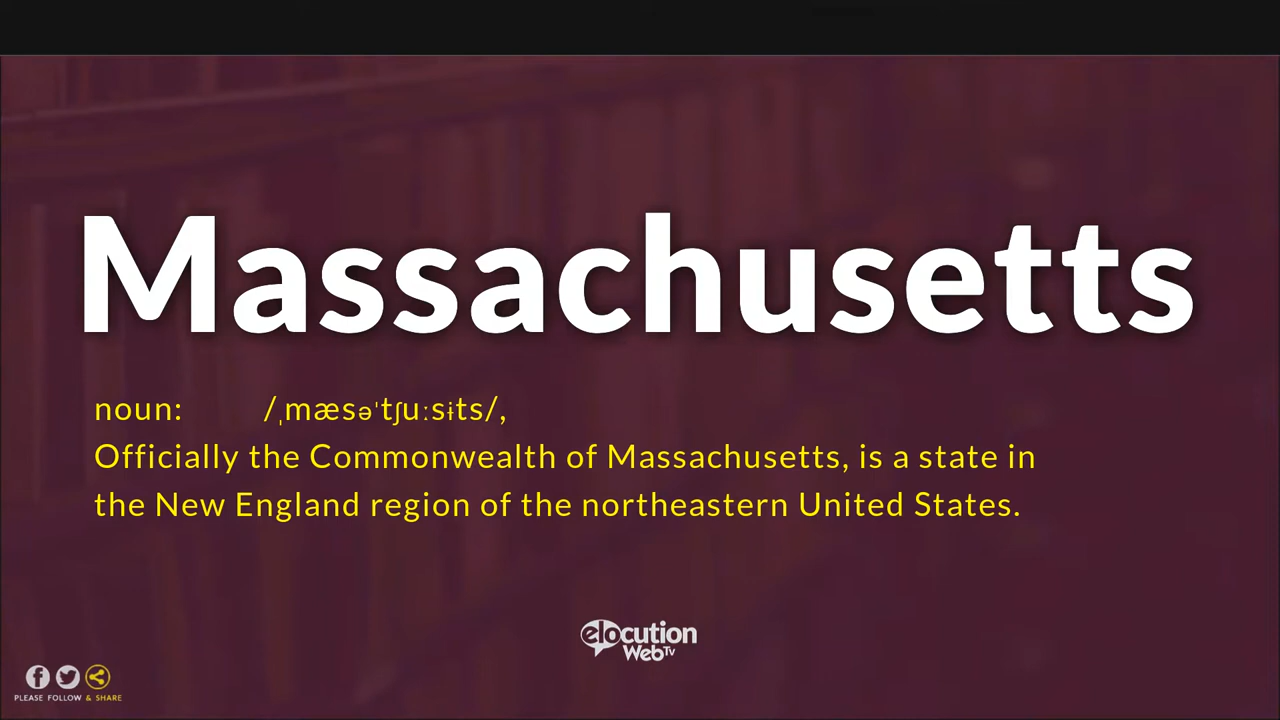 Massachusetts
noun: /ˌmæsəˈtʃuːsɨts/,
Officially the Commonwealth of Massachusetts, is a state in
the New England region of the northeastern United States.
elocution
WebTv
PLEASE FOLLOW & SHARE